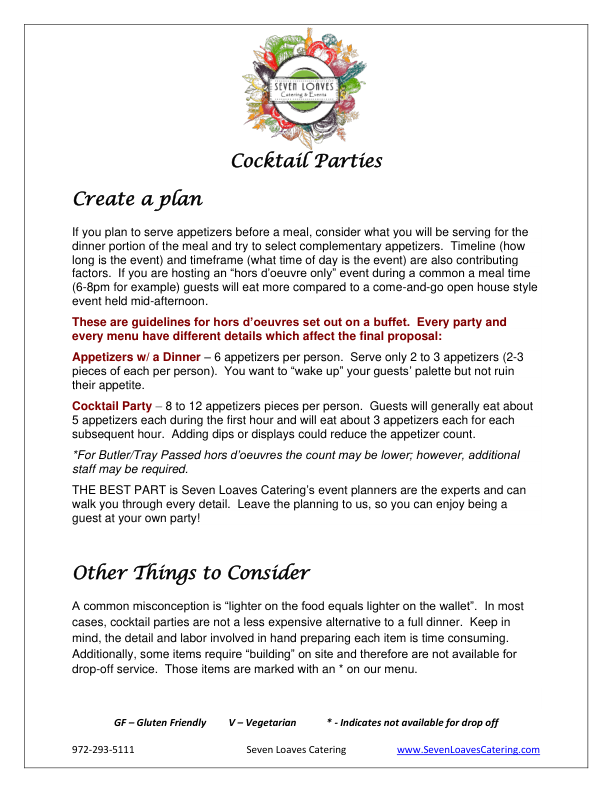 SEVEN LOAVES
Catering & Events
Cocktail Parties
Create a plan
If you plan to serve appetizers before a meal, consider what you will be serving for the
dinner portion of the meal and try to select complementary appetizers.  Timeline (how
long is the event) and timeframe (what time of day is the event) are also contributing
factors.  If you are hosting an “hors d’oeuvre only” event during a common a meal time
(6-8pm for example) guests will eat more compared to a come-and-go open house style
event held mid-afternoon.
These are guidelines for hors d’oeuvres set out on a buffet.  Every party and
every menu have different details which affect the final proposal:
Appetizers w/ a Dinner – 6 appetizers per person.  Serve only 2 to 3 appetizers (2-3
pieces of each per person).  You want to “wake up” your guests’ palette but not ruin
their appetite.
Cocktail Party – 8 to 12 appetizers pieces per person.  Guests will generally eat about
5 appetizers each during the first hour and will eat about 3 appetizers each for each
subsequent hour.  Adding dips or displays could reduce the appetizer count.
*For Butler/Tray Passed hors d’oeuvres the count may be lower; however, additional
staff may be required.
THE BEST PART is Seven Loaves Catering’s event planners are the experts and can
walk you through every detail.  Leave the planning to us, so you can enjoy being a
guest at your own party!
Other Things to Consider
A common misconception is “lighter on the food equals lighter on the wallet”.  In most
cases, cocktail parties are not a less expensive alternative to a full dinner.  Keep in
mind, the detail and labor involved in hand preparing each item is time consuming.
Additionally, some items require “building” on site and therefore are not available for
drop-off service.  Those items are marked with an * on our menu.
GF – Gluten Friendly V – Vegetarian * - Indicates not available for drop off
972-293-5111 Seven Loaves Catering www.SevenLoavesCatering.com